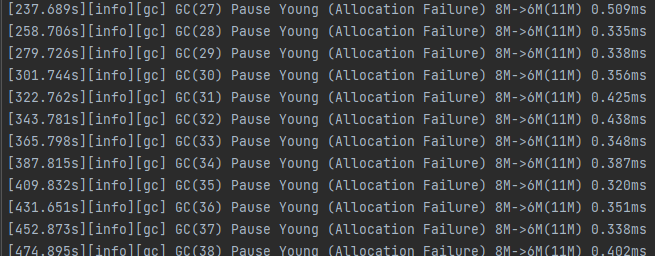 [237.689s][info][gc] GC(27) Pause Young (Allocation Failure) 8M->6M(11M) 0.509ms
[258.706s][info][gc] GC(28) Pause Young (Allocation Failure) 8M->6M(11M) 0.335ms
[279.726s][info][gc] GC(29) Pause Young (Allocation Failure) 8M->6M(11M) 0.338ms
[301.744s][info][gc] GC(30) Pause Young (Allocation Failure) 8M->6M(11M) 0.356ms
[322.762s][info][gc] GC(31) Pause Young (Allocation Failure) 8M->6M(11M) 0.425ms
[343.781s][info][gc] GC(32) Pause Young (Allocation Failure) 8M->6M(11M) 0.438ms
[365.798s][info][gc] GC(33) Pause Young (Allocation Failure) 8M->6M(11M) 0.348ms
[387.815s][info][gc] GC(34) Pause Young (Allocation Failure) 8M->6M(11M) 0.387ms
[409.832s][info][gc] GC(35) Pause Young (Allocation Failure) 8M->6M(11M) 0.320ms
[431.651s][info][gc] GC(36) Pause Young (Allocation Failure) 8M->6M(11M) 0.351ms
[452.873s][info][gc] GC(37) Pause Young (Allocation Failure) 8M->6M(11M) 0.338ms
[474.895s][info][gc] GC(38) Pause Young (Allocation Failure) 8M->6M(11M) 0.402ms